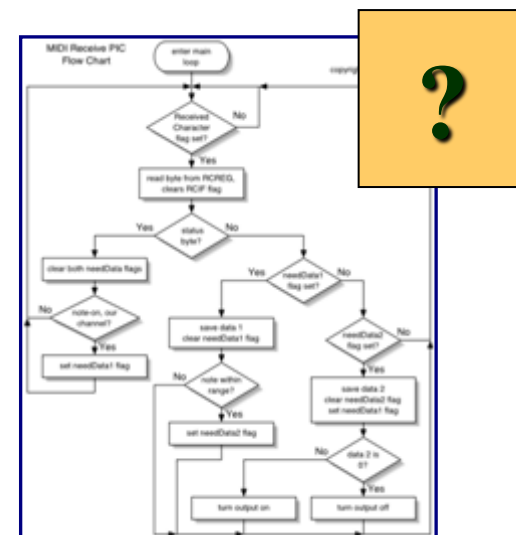 MIDI Receive PIC
Flow Chart
enter main
loop
?
Received
Character
flag set?
No
Yes
read byte from RCREG,
clears RCIF flag
Yes
status
byte?
No
clear both needData flags
Yes
needData1
flag set?
No
No
note-on, our
channel?
Yes
set needData1 flag
save data 1
clear needData1 flag
needData2
flag set?
No
Yes
No
note within
range?
Yes
set needData2 flag
save data 2
clear needData2 flag
set needData1 flag
No
data 2 is
0?
Yes
turn output on
turn output off